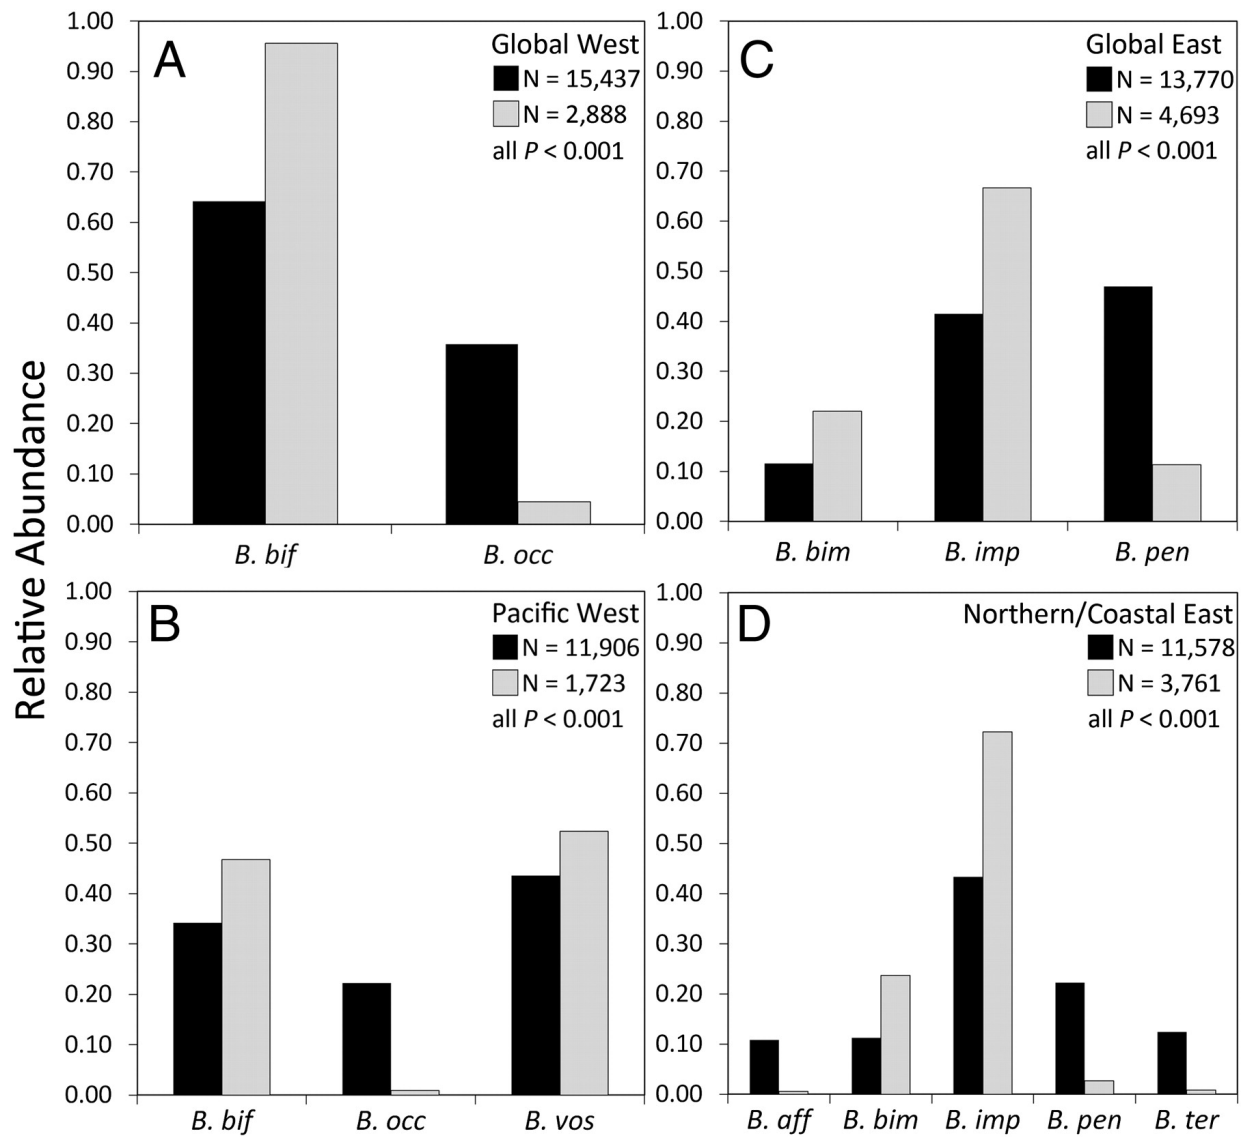 Relative Abundance
A
Global West
N = 15,437
N = 2,888
all P < 0.001
1.00
0.90
0.80
0.70
0.60
0.50
0.40
0.30
0.20
0.10
0.00
B. bif B. occ
C
Global East
N = 13,770
N = 4,693
all P < 0.001
1.00
0.90
0.80
0.70
0.60
0.50
0.40
0.30
0.20
0.10
0.00
B. bim B. imp B. pen
B
Pacific West
N = 11,906
N = 1,723
all P < 0.001
1.00
0.90
0.80
0.70
0.60
0.50
0.40
0.30
0.20
0.10
0.00
B. bif B. occ B. vos
D
Northern/Coastal East
N = 11,578
N = 3,761
all P < 0.001
1.00
0.90
0.80
0.70
0.60
0.50
0.40
0.30
0.20
0.10
0.00
B. aff B. bim B. imp B. pen B. ter